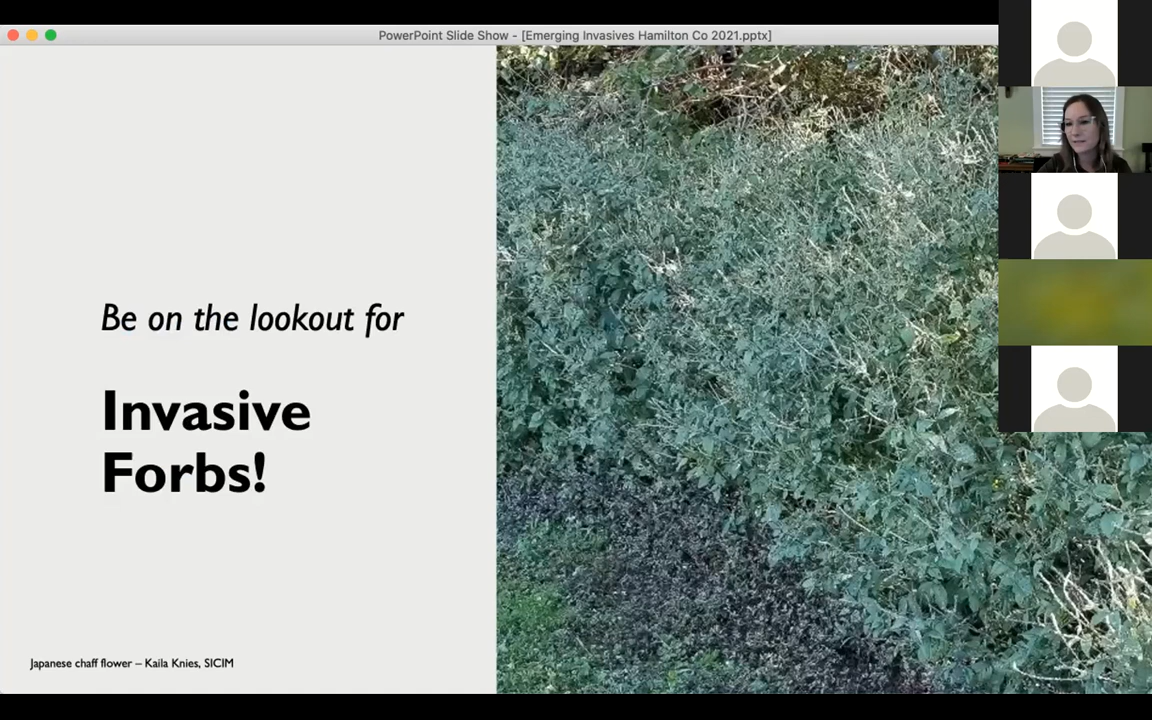 PowerPoint Slide Show - [Emerging Invasives Hamilton Co 2021.pptx]
Be on the lookout for
Invasive
Forbs!
Japanese chaff flower – Kaila Knies, SICIM